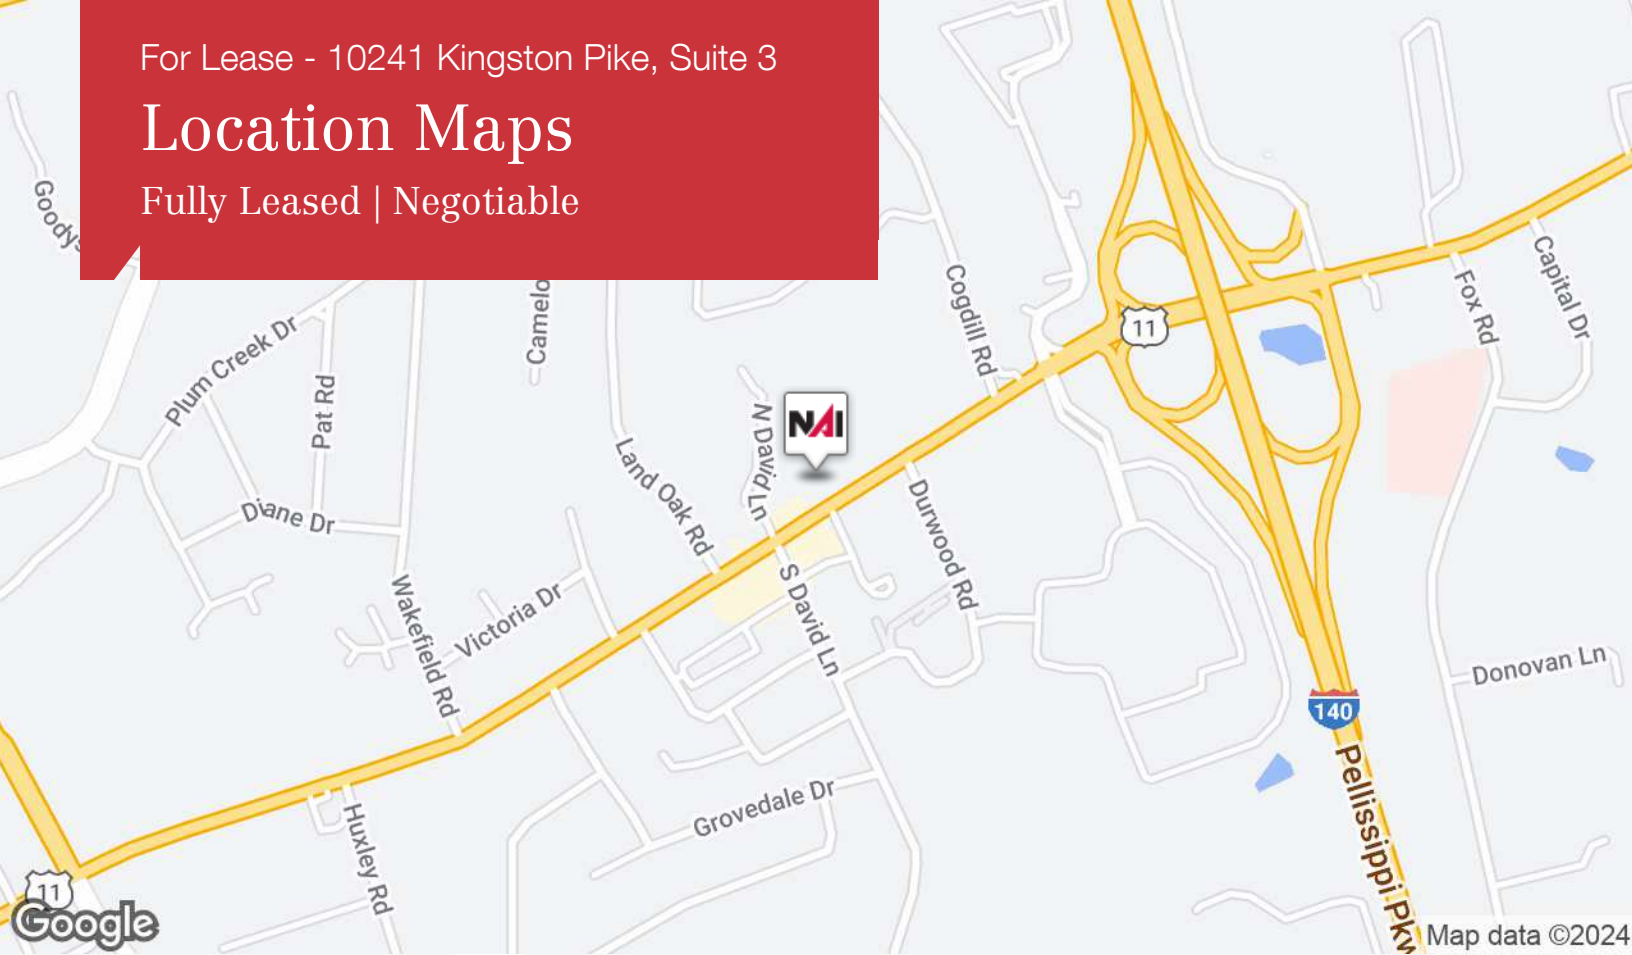 For Lease - 10241 Kingston Pike, Suite 3
Location Maps
Fully Leased | Negotiable
Goodys
Plum Creek Dr
Pat Rd
Camelo
Cogdill Rd
11
Fox Rd
Capital Dr
Diane Dr
Land Oak Rd
N David Ln
NAI
Durwood Rd
Wakefield Rd
Victoria Dr
S David Ln
Donovan Ln
140
Pellissippi Pkw
Grovedale Dr
Huxley Rd
11
Google
Map data ©2024